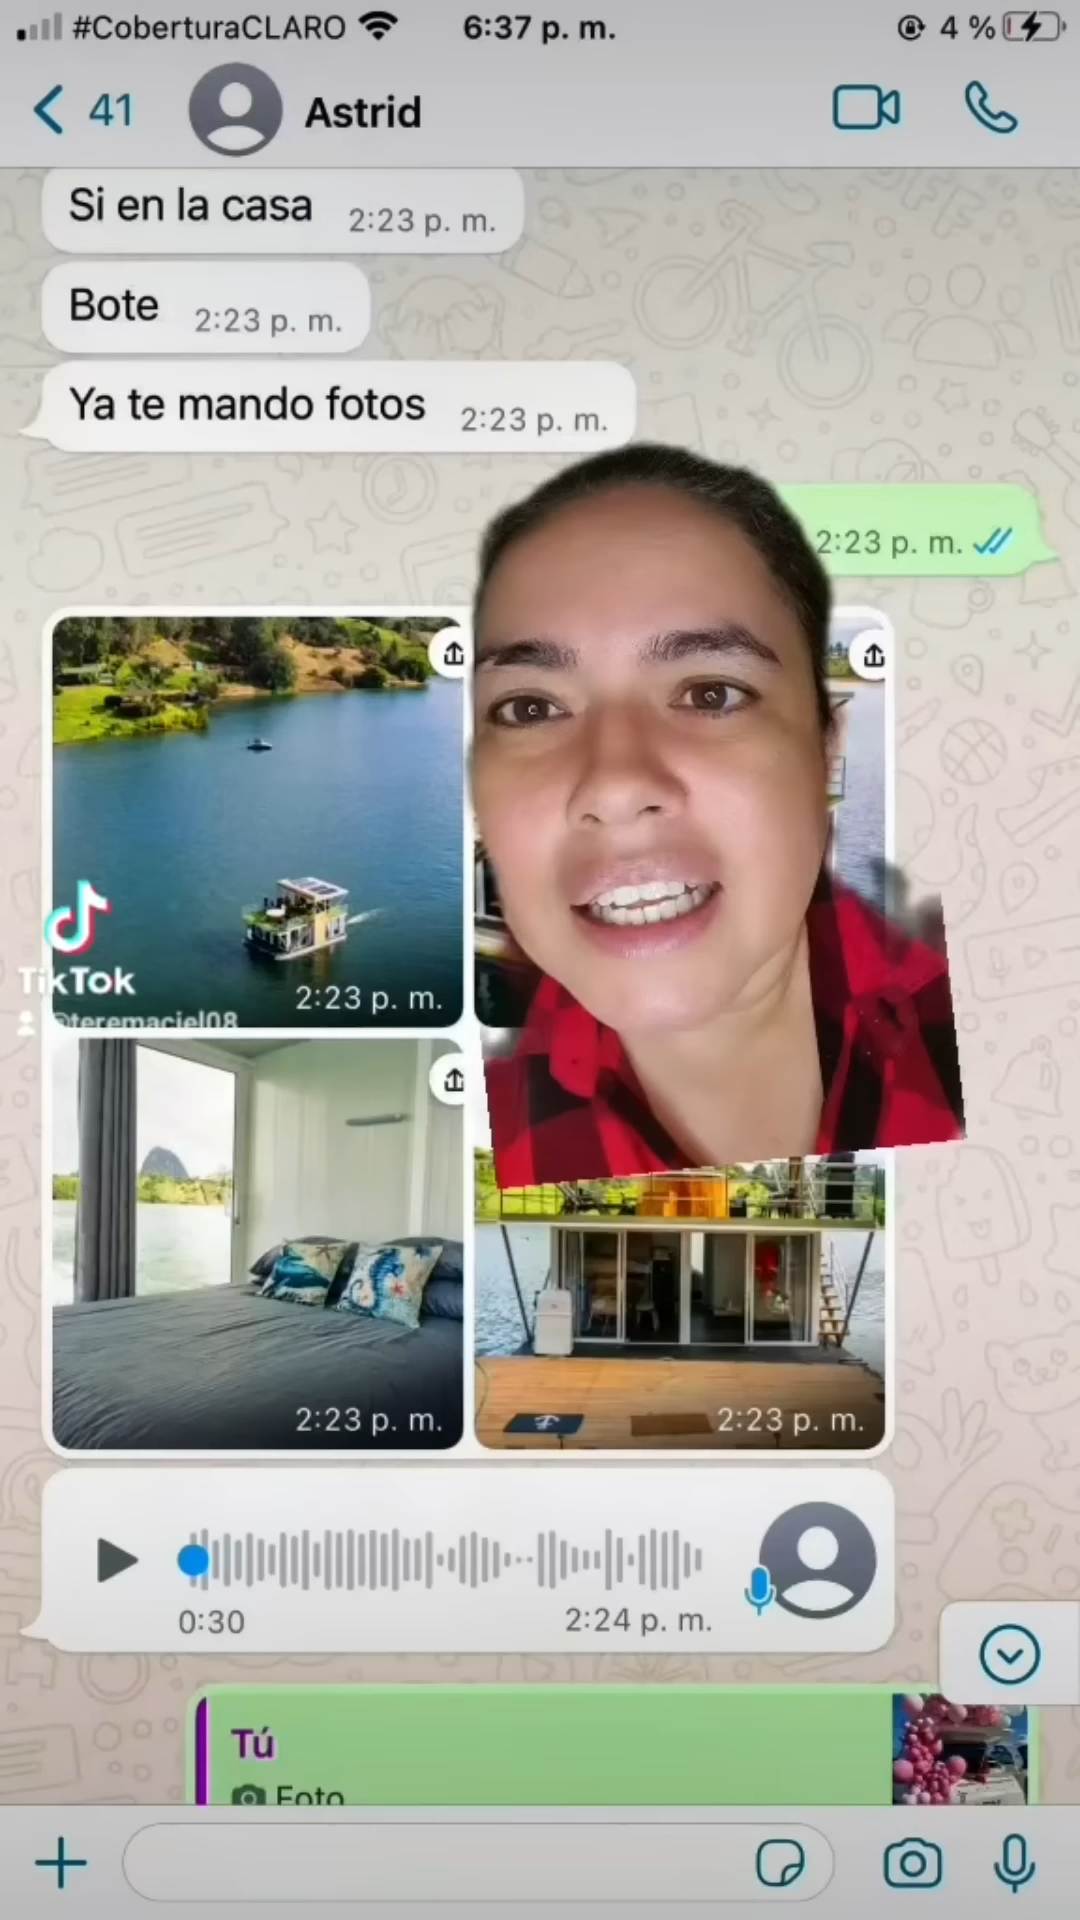 #CoberturaCLARO 6:37 p. m. 4 %
41 Astrid
Si en la casa 2:23 p. m.
Bote 2:23 p. m.
Ya te mando fotos 2:23 p. m.
2:23 p. m.
TikTok
@teremaciel08
2:23 p. m.
2:23 p. m.
2:23 p. m.
0:30 2:24 p. m.
Tú
Foto